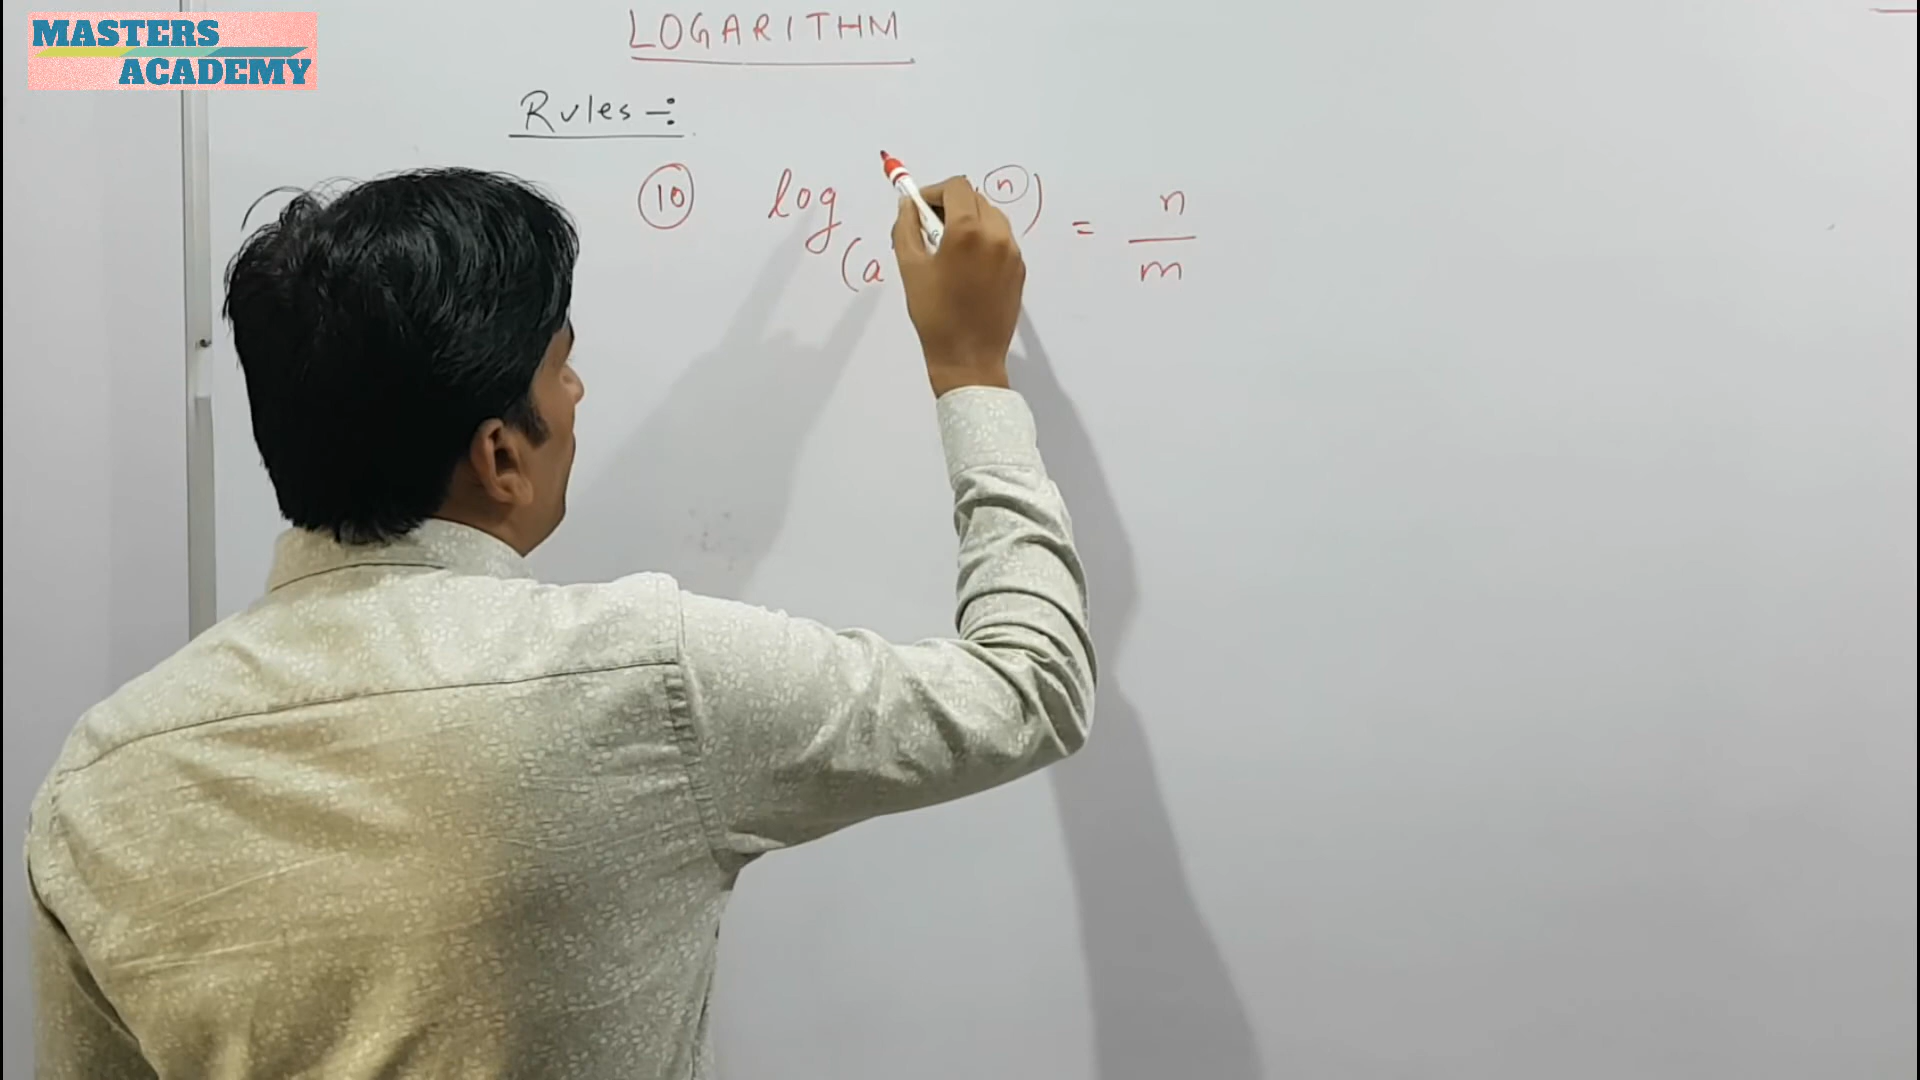 MASTERS
ACADEMY
LOGARITHM
Rules -:
10 log (a n) = n/m